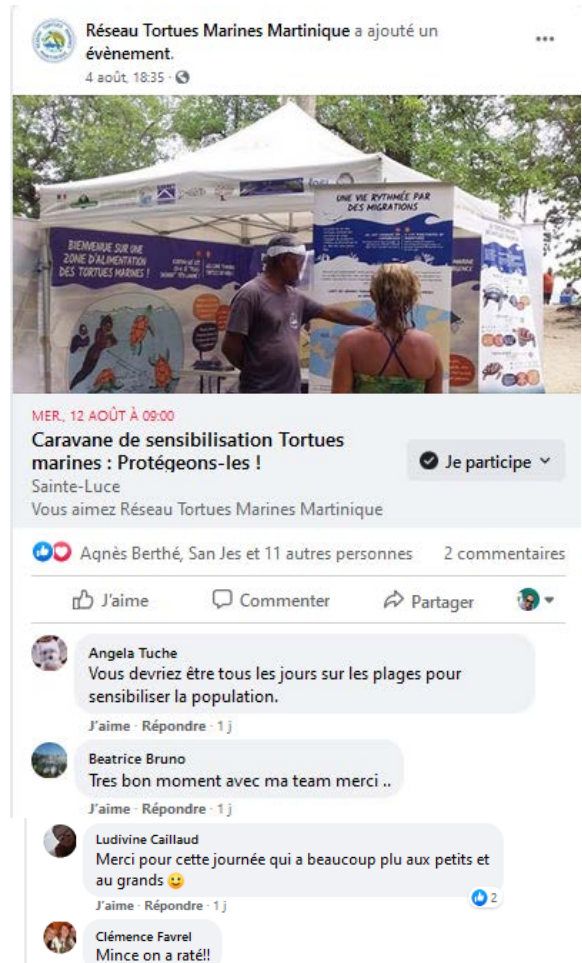 Réseau Tortues Marines Martinique a ajouté un
évènement.
4 août, 18:35 ·
UNE VIE RYTHMÉE PAR
DES MIGRATIONS
BIENVENUE SUR UNE
ZONE D'ALIMENTATION
DES TORTUES MARINES !
MER., 12 AOÛT À 09:00
Caravane de sensibilisation Tortues
marines : Protégeons-les !
Je participe
Sainte-Luce
Vous aimez Réseau Tortues Marines Martinique
Agnès Berthé, San Jes et 11 autres personnes 2 commentaires
J'aime Commenter Partager
Angela Tuche
Vous devriez être tous les jours sur les plages pour
sensibiliser la population.
J'aime · Répondre · 1 j
Beatrice Bruno
Tres bon moment avec ma team merci ..
J'aime · Répondre · 1 j
Ludivine Caillaud
Merci pour cette journée qui a beaucoup plu aux petits et
au grands
2
J'aime · Répondre · 1 j
Clémence Favrel
Mince on a raté!!